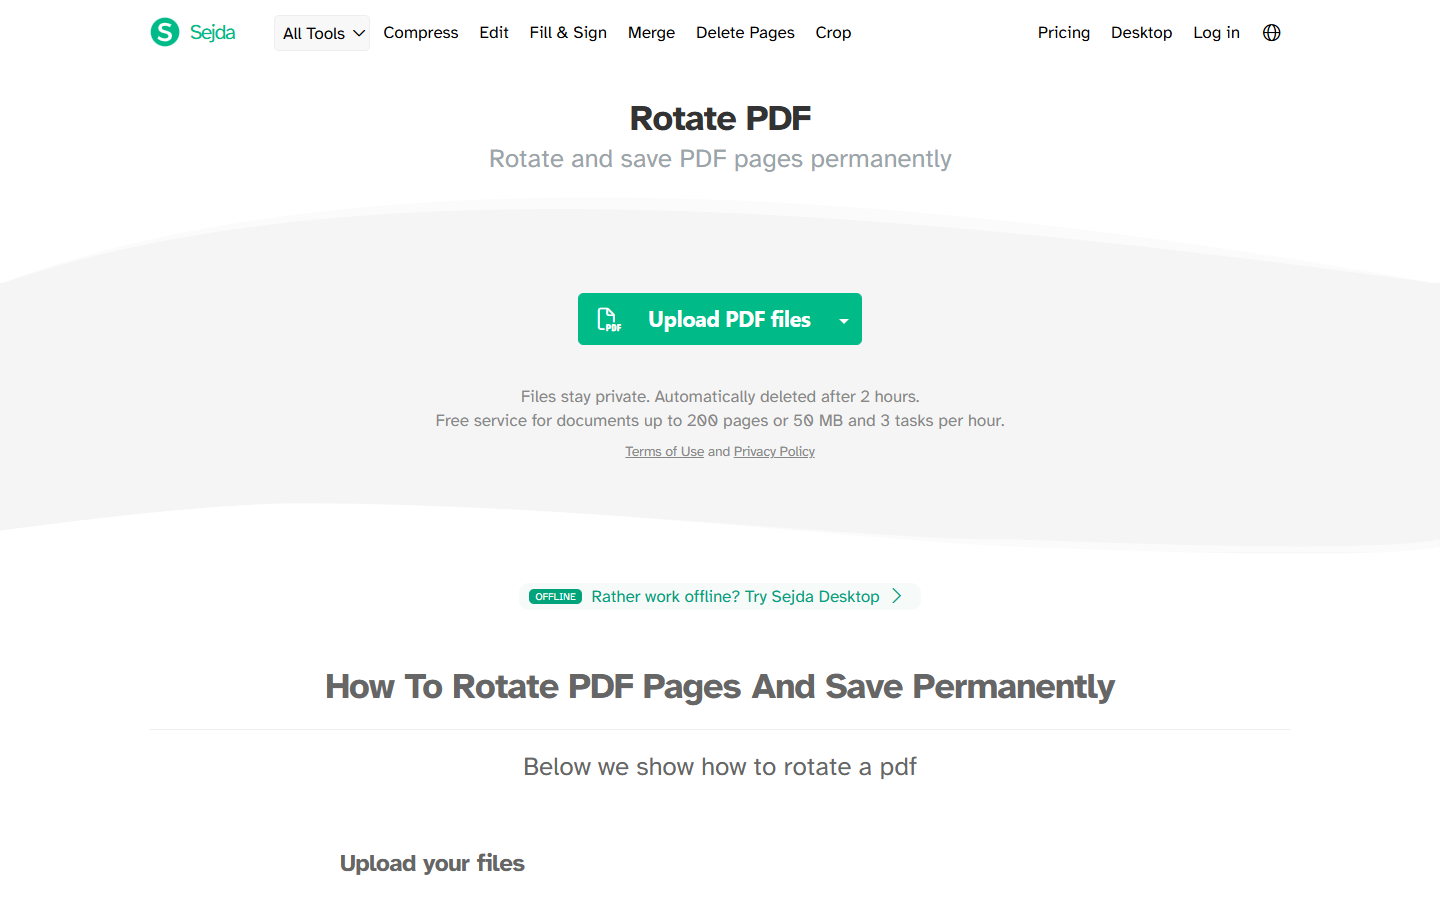 Sejda
All Tools
Compress
Edit
Fill & Sign
Merge
Delete Pages
Crop
Pricing
Desktop
Log in
Rotate PDF
Rotate and save PDF pages permanently
PDF
Upload PDF files
Files stay private. Automatically deleted after 2 hours.
Free service for documents up to 200 pages or 50 MB and 3 tasks per hour.
Terms of Use and Privacy Policy
OFFLINE Rather work offline? Try Sejda Desktop
How To Rotate PDF Pages And Save Permanently
Below we show how to rotate a pdf
Upload your files